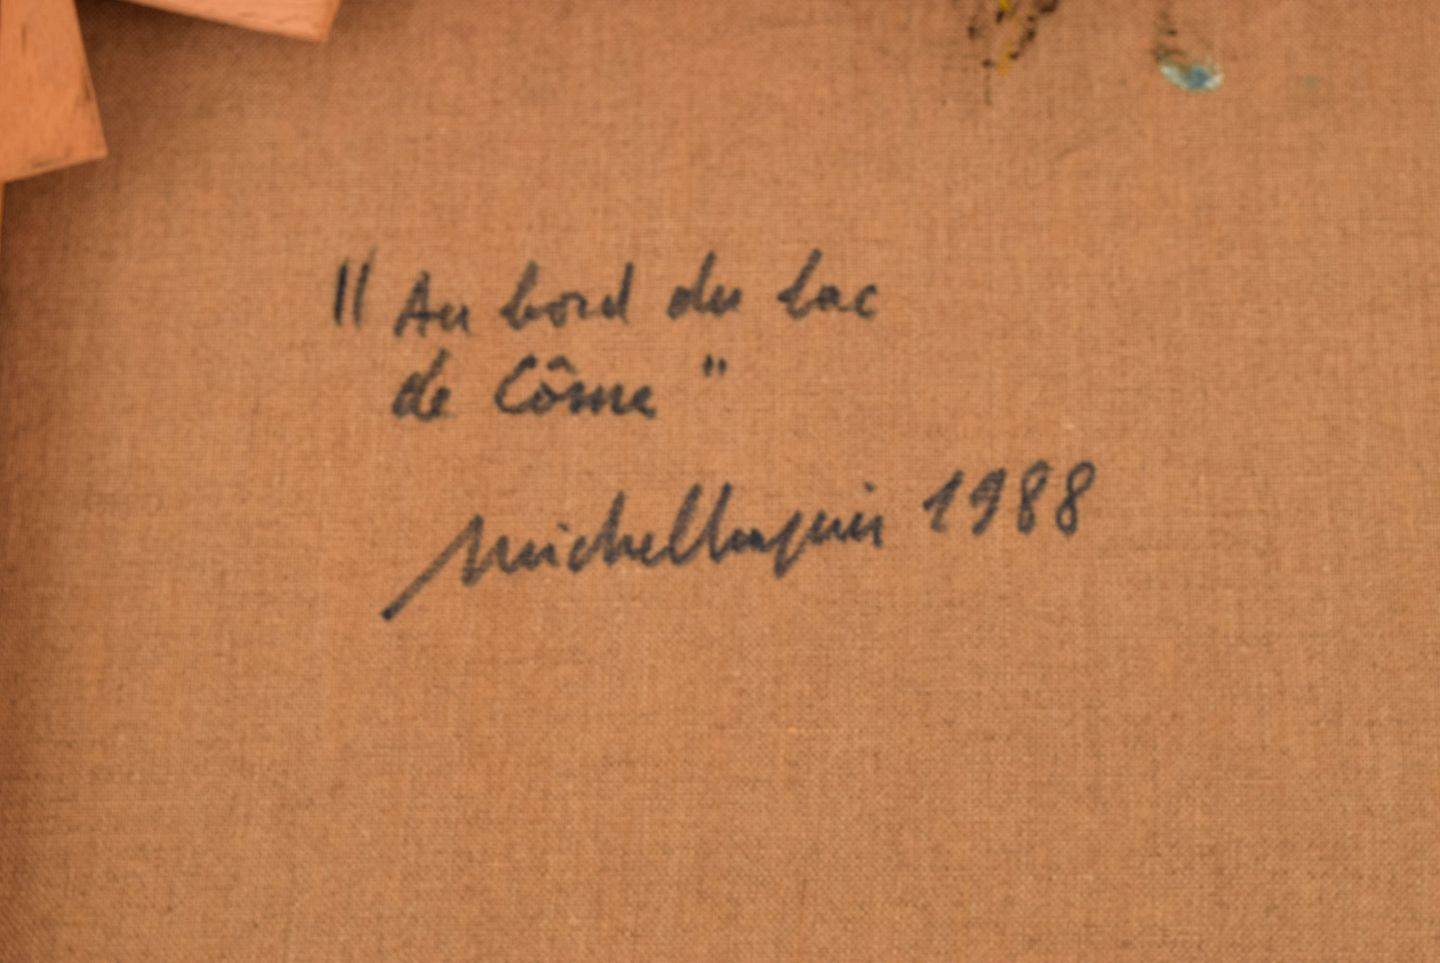 "Au bord du lac
de Côme"
1988